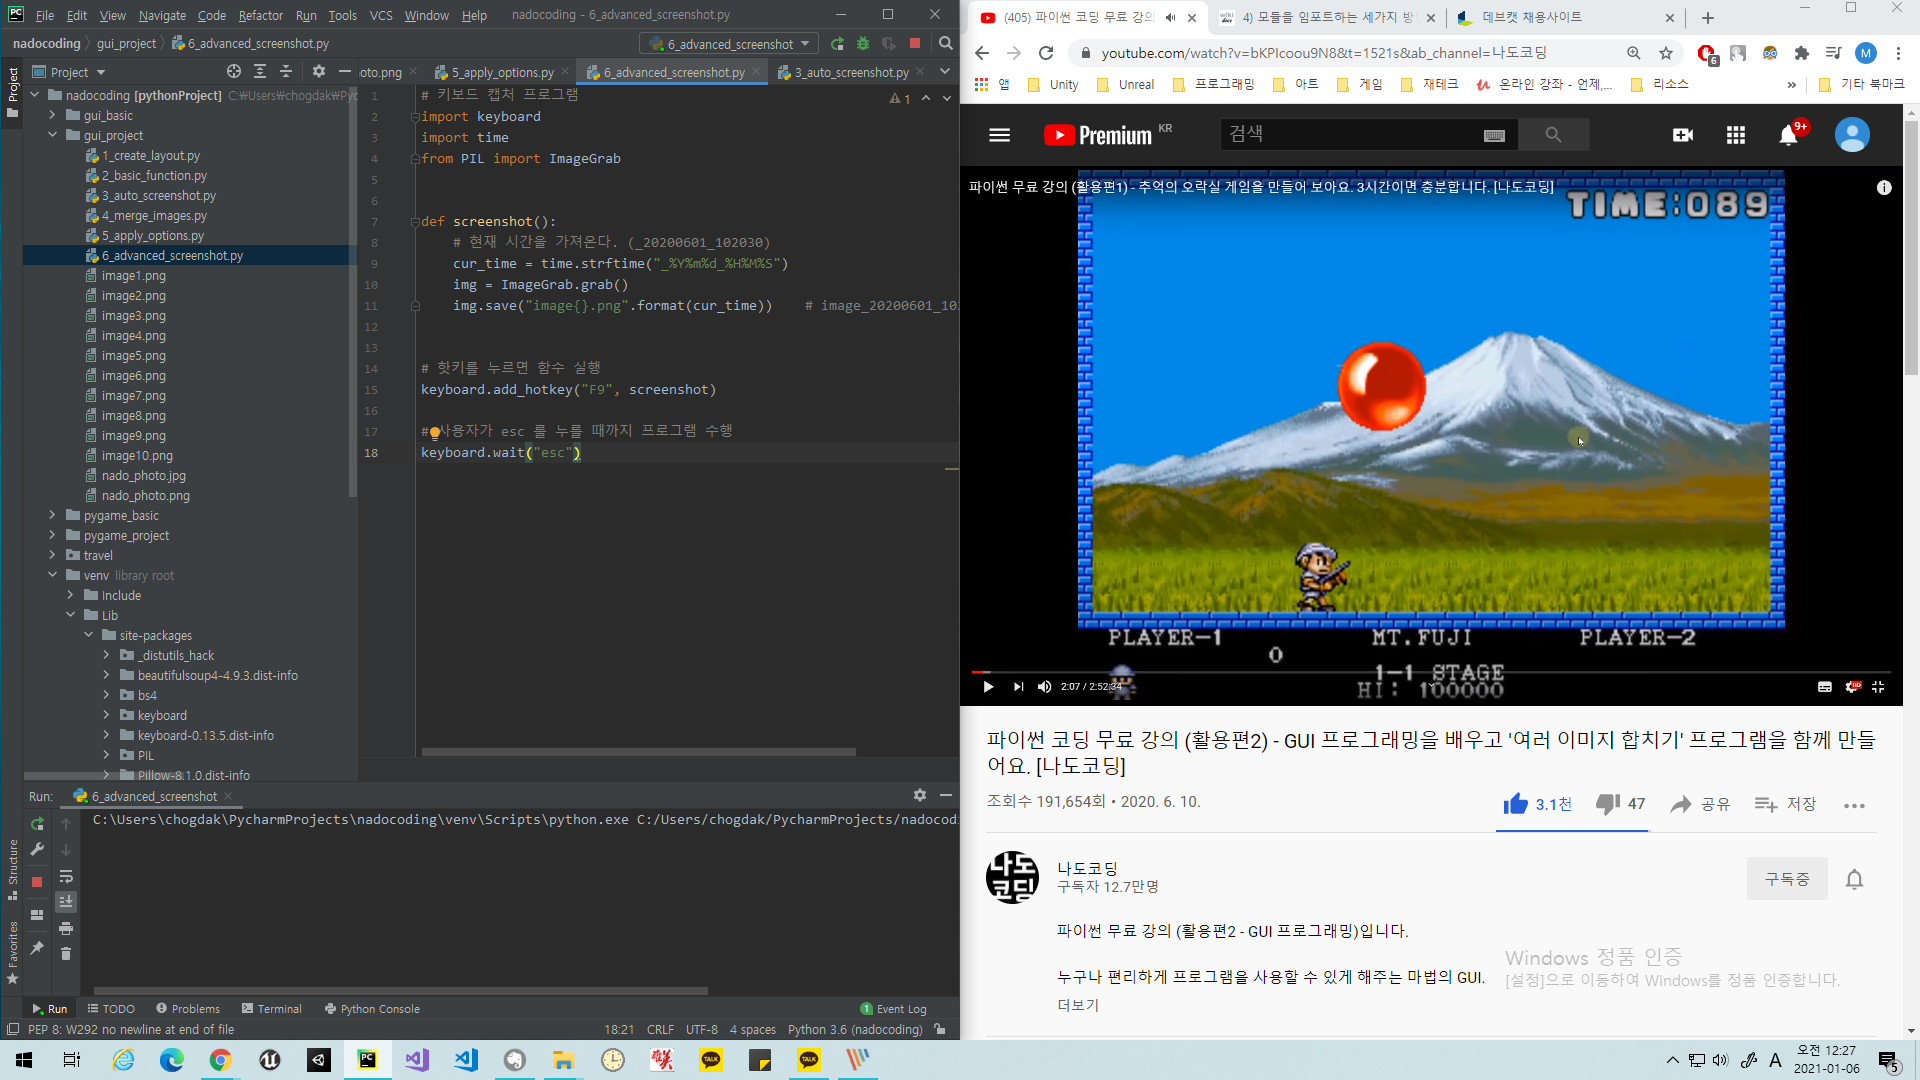 File Edit View Navigate Code Refactor Run Tools VCS Window Help nadocoding - 6_advanced_screenshot.py
nadocoding gui_project 6_advanced_screenshot.py
6_advanced_screenshot
Project
oto.png 5_apply_options.py 6_advanced_screenshot.py 3_auto_screenshot.py
nadocoding [pythonProject] C:₩Users₩chogdak₩Pyc
gui_basic
gui_project
1_create_layout.py
2_basic_function.py
3_auto_screenshot.py
4_merge_images.py
5_apply_options.py
6_advanced_screenshot.py
image1.png
image2.png
image3.png
image4.png
image5.png
image6.png
image7.png
image8.png
image9.png
image10.png
nado_photo.jpg
nado_photo.png
pygame_basic
pygame_project
travel
venv library root
Include
Lib
site-packages
_distutils_hack
beautifulsoup4-4.9.3.dist-info
bs4
keyboard
keyboard-0.13.5.dist-info
PIL
Pillow-8.1.0.dist-info
Project
Structure
Favorites
1 # 키보드 캡처 프로그램
2 import keyboard
3 import time
4 from PIL import ImageGrab
5
6
7 def screenshot():
8 # 현재 시간을 가져온다. (_20200601_102030)
9 cur_time = time.strftime("_%Y%m%d_%H%M%S")
10 img = ImageGrab.grab()
11 img.save("image{}.png".format(cur_time)) # image_20200601_10
12
13
14 # 핫키를 누르면 함수 실행
15 keyboard.add_hotkey("F9", screenshot)
16
17 # 사용자가 esc 를 누를 때까지 프로그램 수행
18 keyboard.wait("esc")
1
Run: 6_advanced_screenshot
C:\Users\chogdak\PycharmProjects\nadocoding\venv\Scripts\python.exe C:/Users/chogdak/PycharmProjects/nadocodi
Run TODO Problems Terminal Python Console 1 Event Log
PEP 8: W292 no newline at end of file 18:21 CRLF UTF-8 4 spaces Python 3.6 (nadocoding)
(405) 파이썬 코딩 무료 강의 4) 모듈을 임포트하는 세가지 방 데브캣 채용사이트
youtube.com/watch?v=bKPIcoou9N8&t=1521s&ab_channel=나도코딩
6 M
앱 Unity Unreal 프로그래밍 아트 게임 재테크 온라인 강좌 - 언제,... 리소스 » 기타 북마크
Premium KR 검색 9+
파이썬 무료 강의 (활용편1) - 추억의 오락실 게임을 만들어 보아요. 3시간이면 충분합니다. [나도코딩]
TIME:089
PLAYER-1 MT.FUJI PLAYER-2
0
1-1 STAGE
HI: 100000
2:07 / 2:52:34
HD
파이썬 코딩 무료 강의 (활용편2) - GUI 프로그래밍을 배우고 '여러 이미지 합치기' 프로그램을 함께 만들
어요. [나도코딩]
조회수 191,654회 • 2020. 6. 10.
3.1천 47 공유 저장
나도코딩
나도코딩
구독자 12.7만명
구독중
파이썬 무료 강의 (활용편2 - GUI 프로그래밍)입니다.
누구나 편리하게 프로그램을 사용할 수 있게 해주는 마법의 GUI.
더보기
Windows 정품 인증
[설정]으로 이동하여 Windows를 정품 인증합니다.
PC TALK PC TALK
A 오전 12:27
2021-01-06
5